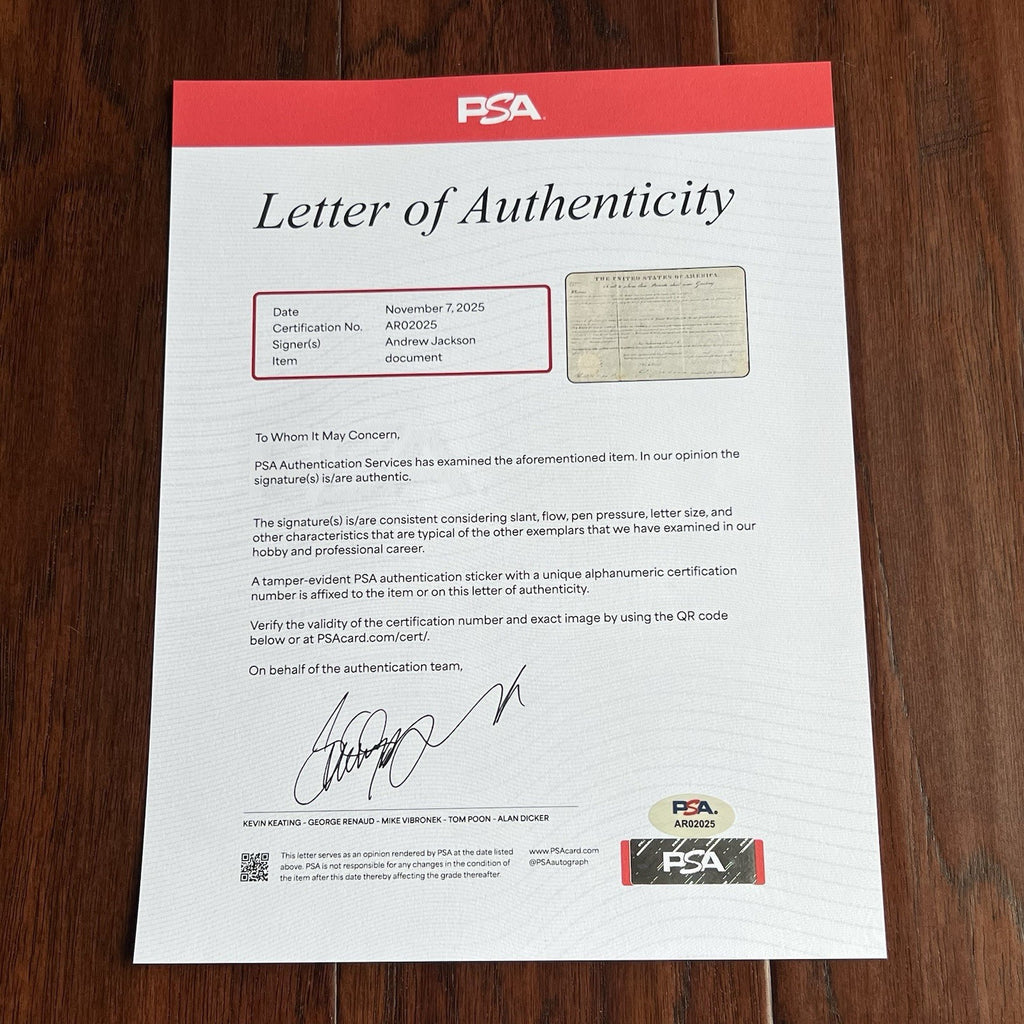 PSA
Letter of Authenticity
Date November 7, 2025
Certification No. AR02025
Signer(s) Andrew Jackson
Item document
THE UNITED STATES OF AMERICA
To Whom It May Concern,
PSA Authentication Services has examined the aforementioned item. In our opinion the
signature(s) is/are authentic.
The signature(s) is/are consistent considering slant, flow, pen pressure, letter size, and
other characteristics that are typical of the other exemplars that we have examined in our
hobby and professional career.
A tamper-evident PSA authentication sticker with a unique alphanumeric certification
number is affixed to the item or on this letter of authenticity.
Verify the validity of the certification number and exact image by using the QR code
below or at PSAcard.com/cert/.
On behalf of the authentication team,
KEVIN KEATING - GEORGE RENAUD - MIKE VIBRONEK - TOM POON - ALAN DICKER
This letter serves as an opinion rendered by PSA at the date listed
above. PSA is not responsible for any changes in the condition of
the item after this date thereby affecting the grade thereafter.
www.PSAcard.com
@PSAautograph
PSA
AR02025
PSA